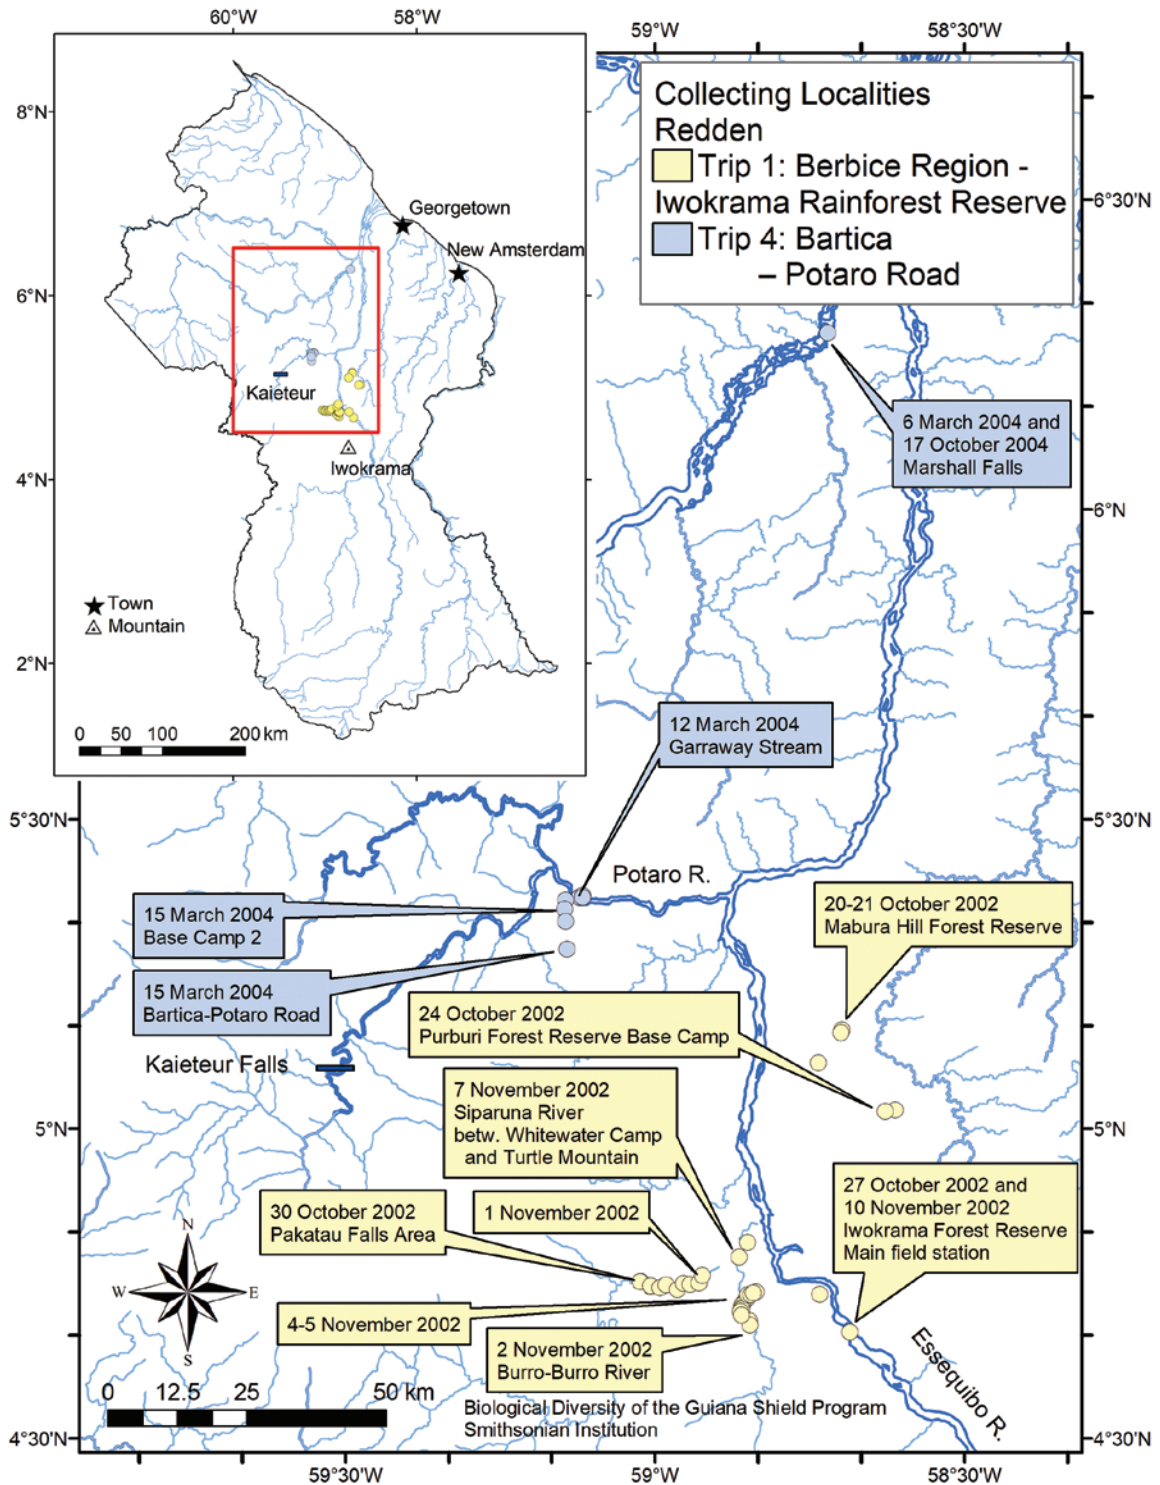 60°W
58°W
59°W
58°30'W
8°N
6°N
4°N
2°N
Georgetown
New Amsterdam
Kaieteur
Iwokrama
Town
Mountain
0 50 100 200 km
Collecting Localities
Redden
Trip 1: Berbice Region -
Iwokrama Rainforest Reserve
Trip 4: Bartica
– Potaro Road
6°30'N
6 March 2004 and
17 October 2004
Marshall Falls
6°N
12 March 2004
Garraway Stream
5°30'N
5°30'N
Potaro R.
15 March 2004
Base Camp 2
20-21 October 2002
Mabura Hill Forest Reserve
15 March 2004
Bartica-Potaro Road
24 October 2002
Purburi Forest Reserve Base Camp
Kaieteur Falls
7 November 2002
Siparuna River
betw. Whitewater Camp
and Turtle Mountain
5°N
5°N
27 October 2002 and
10 November 2002
Iwokrama Forest Reserve
Main field station
30 October 2002
Pakatau Falls Area
1 November 2002
N
W
E
S
4-5 November 2002
2 November 2002
Burro-Burro River
Essequibo R.
0 12.5 25 50 km
Biological Diversity of the Guiana Shield Program
Smithsonian Institution
4°30'N
4°30'N
59°30'W
59°W
58°30'W